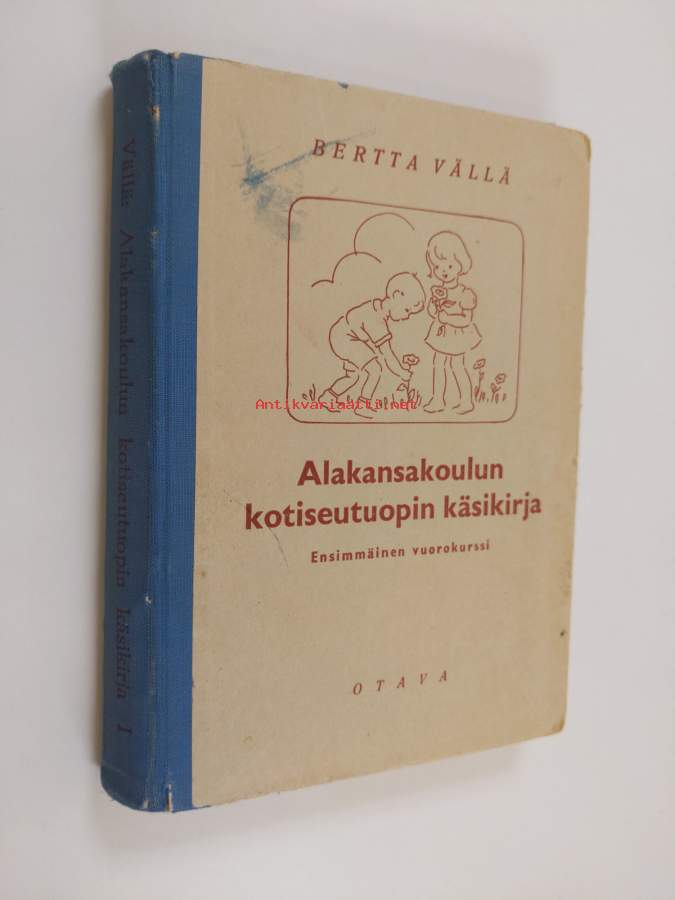 BERTTA VÄLLÄ
Antikvariaatti.net
Alakansakoulun
kotiseutuopin käsikirja
Ensimmäinen vuorokurssi
OTAVA
Vällä: Alakansakoulun kotiseutuopin käsikirja I